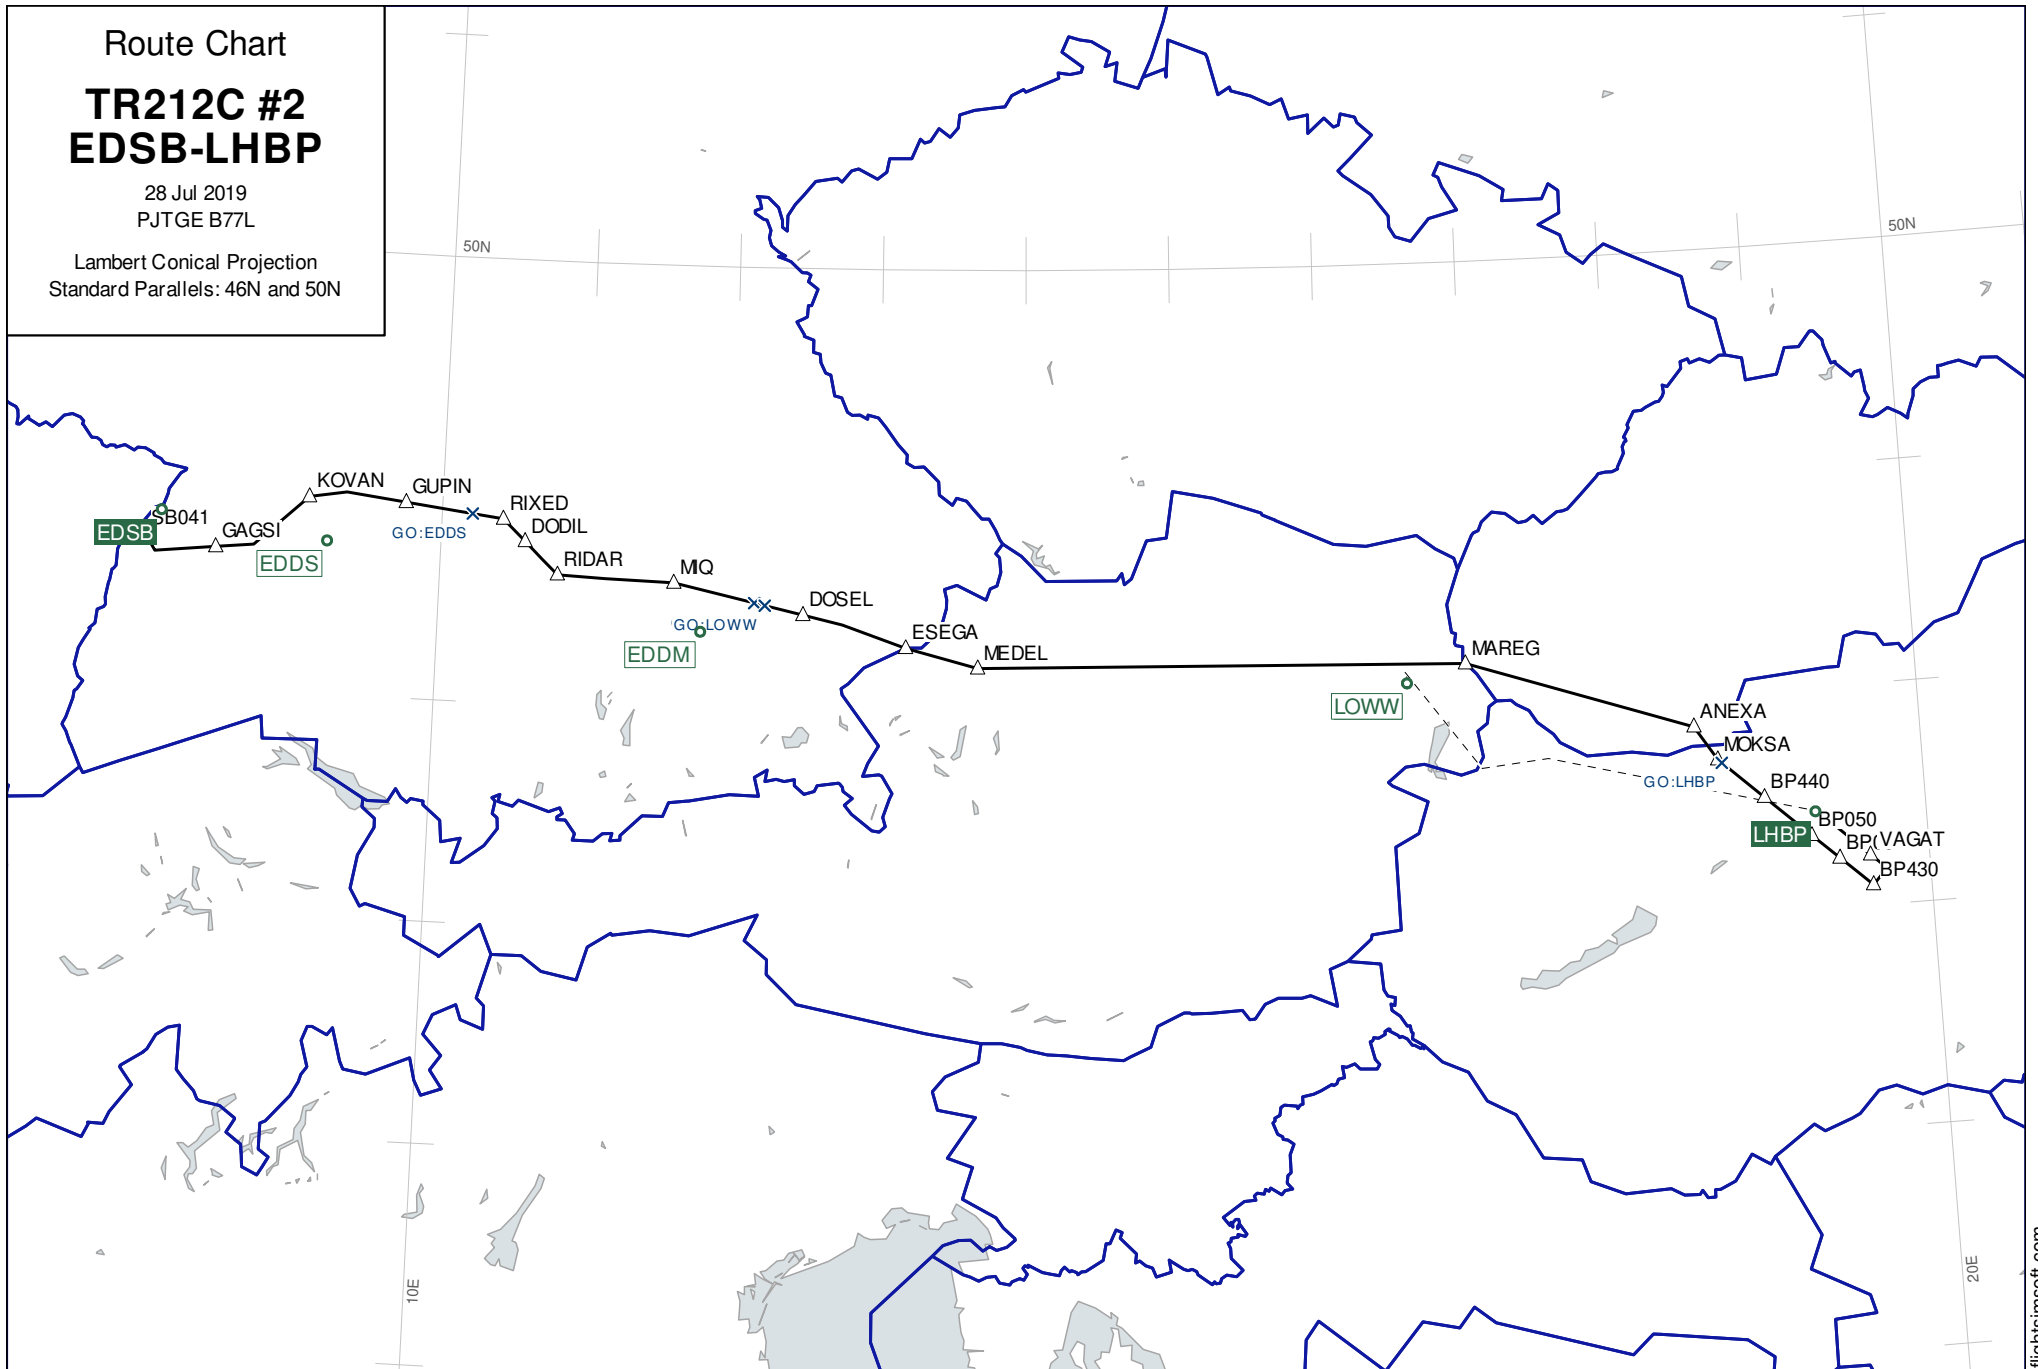 Route Chart
TR212C #2
EDSB-LHBP
28 Jul 2019
PJTGE B77L
Lambert Conical Projection
Standard Parallels: 46N and 50N
50N
50N
KOVAN
GUPIN
RIXED
SB041
EDSB
GAGSI
GO:EDDS
DODIL
EDDS
RIDAR
MIQ
DOSEL
GO:LOWW
ESEGA
EDDM
MEDEL
MAREG
LOWW
ANEXA
MOKSA
GO:LHBP
BP440
BP050
LHBP
VAGAT
BP430
10E
20E